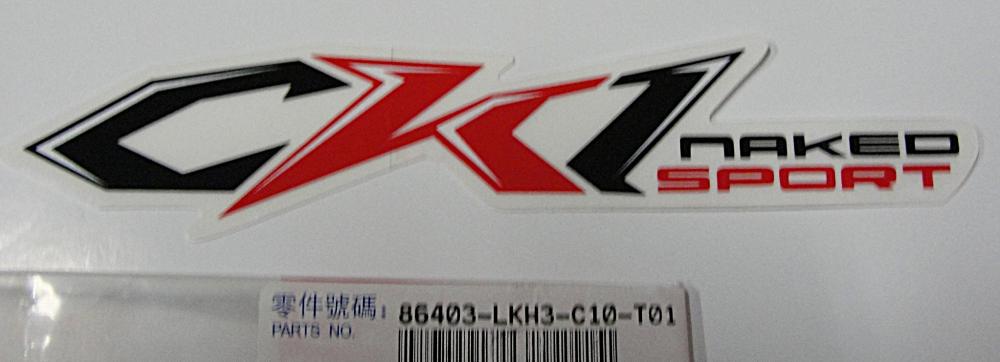 CK1
NAKED
SPORT
零件號碼: 86403-LKH3-C10-T01
PARTS NO.